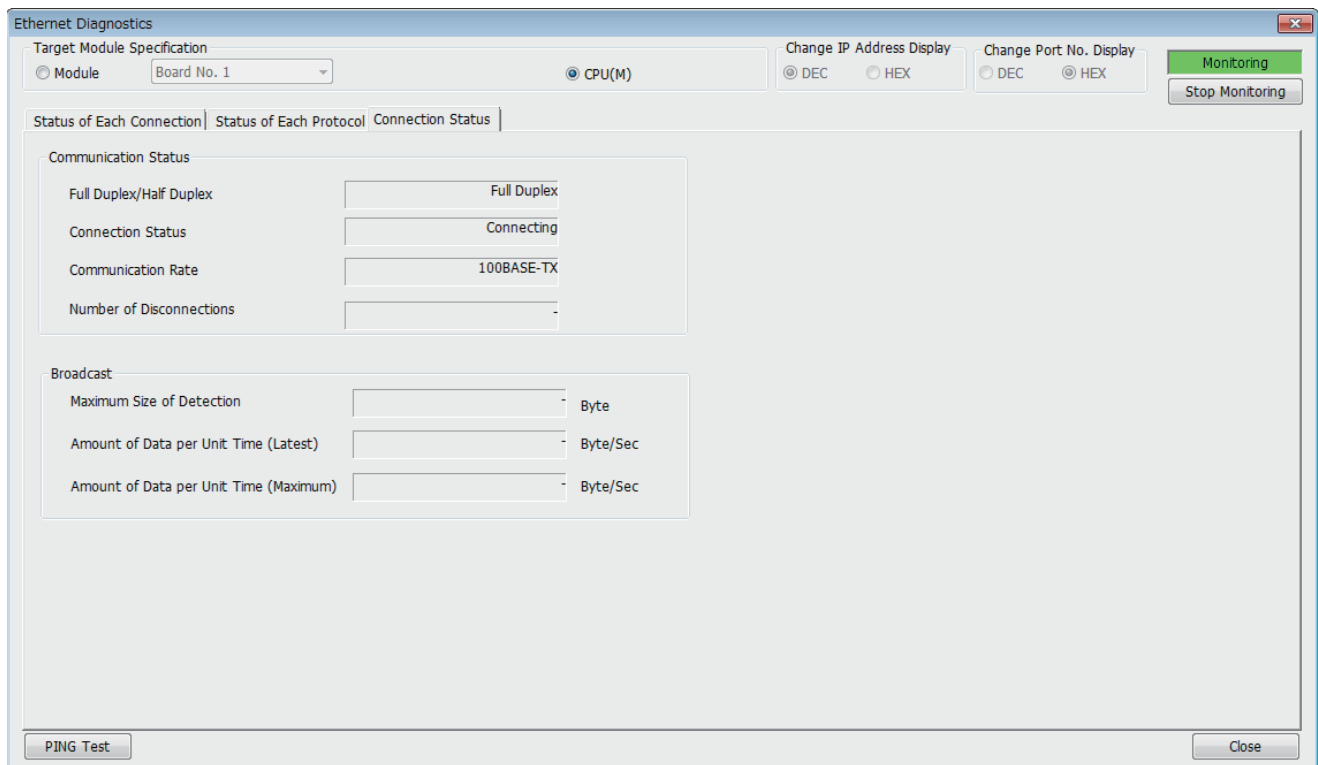 Ethernet Diagnostics
Target Module Specification
Module
Board No. 1
CPU(M)
Change IP Address Display
DEC
HEX
Change Port No. Display
DEC
HEX
Monitoring
Stop Monitoring
Status of Each Connection
Status of Each Protocol
Connection Status
Communication Status
Full Duplex/Half Duplex
Full Duplex
Connection Status
Connecting
Communication Rate
100BASE-TX
Number of Disconnections
-
Broadcast
Maximum Size of Detection
-
Byte
Amount of Data per Unit Time (Latest)
-
Byte/Sec
Amount of Data per Unit Time (Maximum)
-
Byte/Sec
PING Test
Close